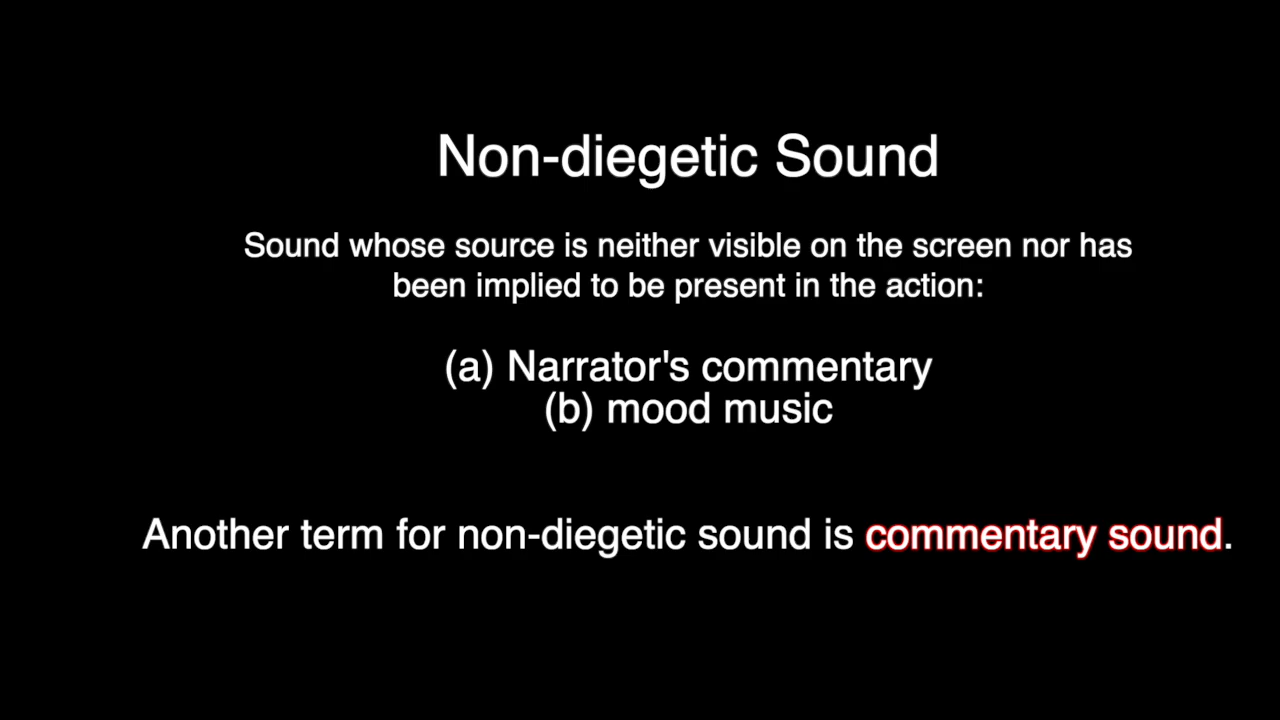 Non-diegetic Sound
Sound whose source is neither visible on the screen nor has
been implied to be present in the action:
(a) Narrator's commentary
(b) mood music
Another term for non-diegetic sound is commentary sound.